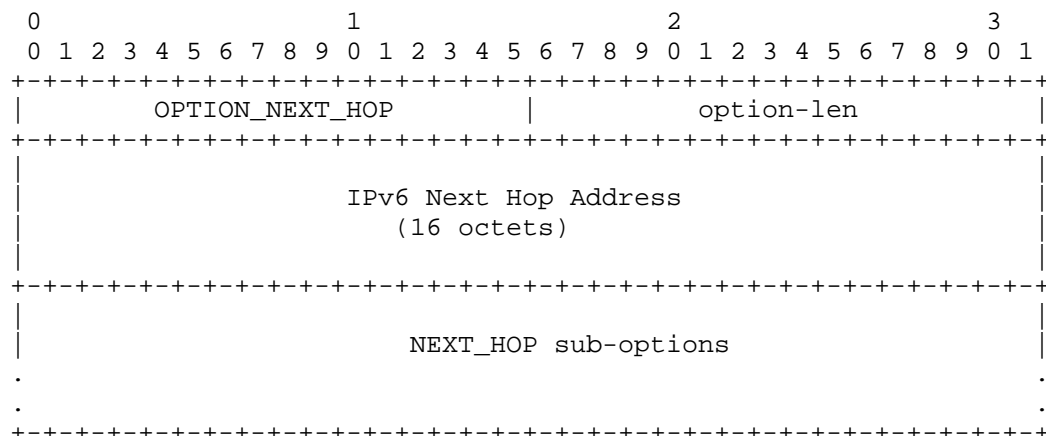 0                   1                   2                   3
 0 1 2 3 4 5 6 7 8 9 0 1 2 3 4 5 6 7 8 9 0 1 2 3 4 5 6 7 8 9 0 1
+-+-+-+-+-+-+-+-+-+-+-+-+-+-+-+-+-+-+-+-+-+-+-+-+-+-+-+-+-+-+-+-+
|        OPTION_NEXT_HOP        |          option-len           |
+-+-+-+-+-+-+-+-+-+-+-+-+-+-+-+-+-+-+-+-+-+-+-+-+-+-+-+-+-+-+-+-+
|                                                               |
|                    IPv6 Next Hop Address                      |
|                       (16 octets)                             |
|                                                               |
+-+-+-+-+-+-+-+-+-+-+-+-+-+-+-+-+-+-+-+-+-+-+-+-+-+-+-+-+-+-+-+-+
|                                                               |
|                        NEXT_HOP sub-options                   |
.                                                               .
.                                                               .
+-+-+-+-+-+-+-+-+-+-+-+-+-+-+-+-+-+-+-+-+-+-+-+-+-+-+-+-+-+-+-+-+